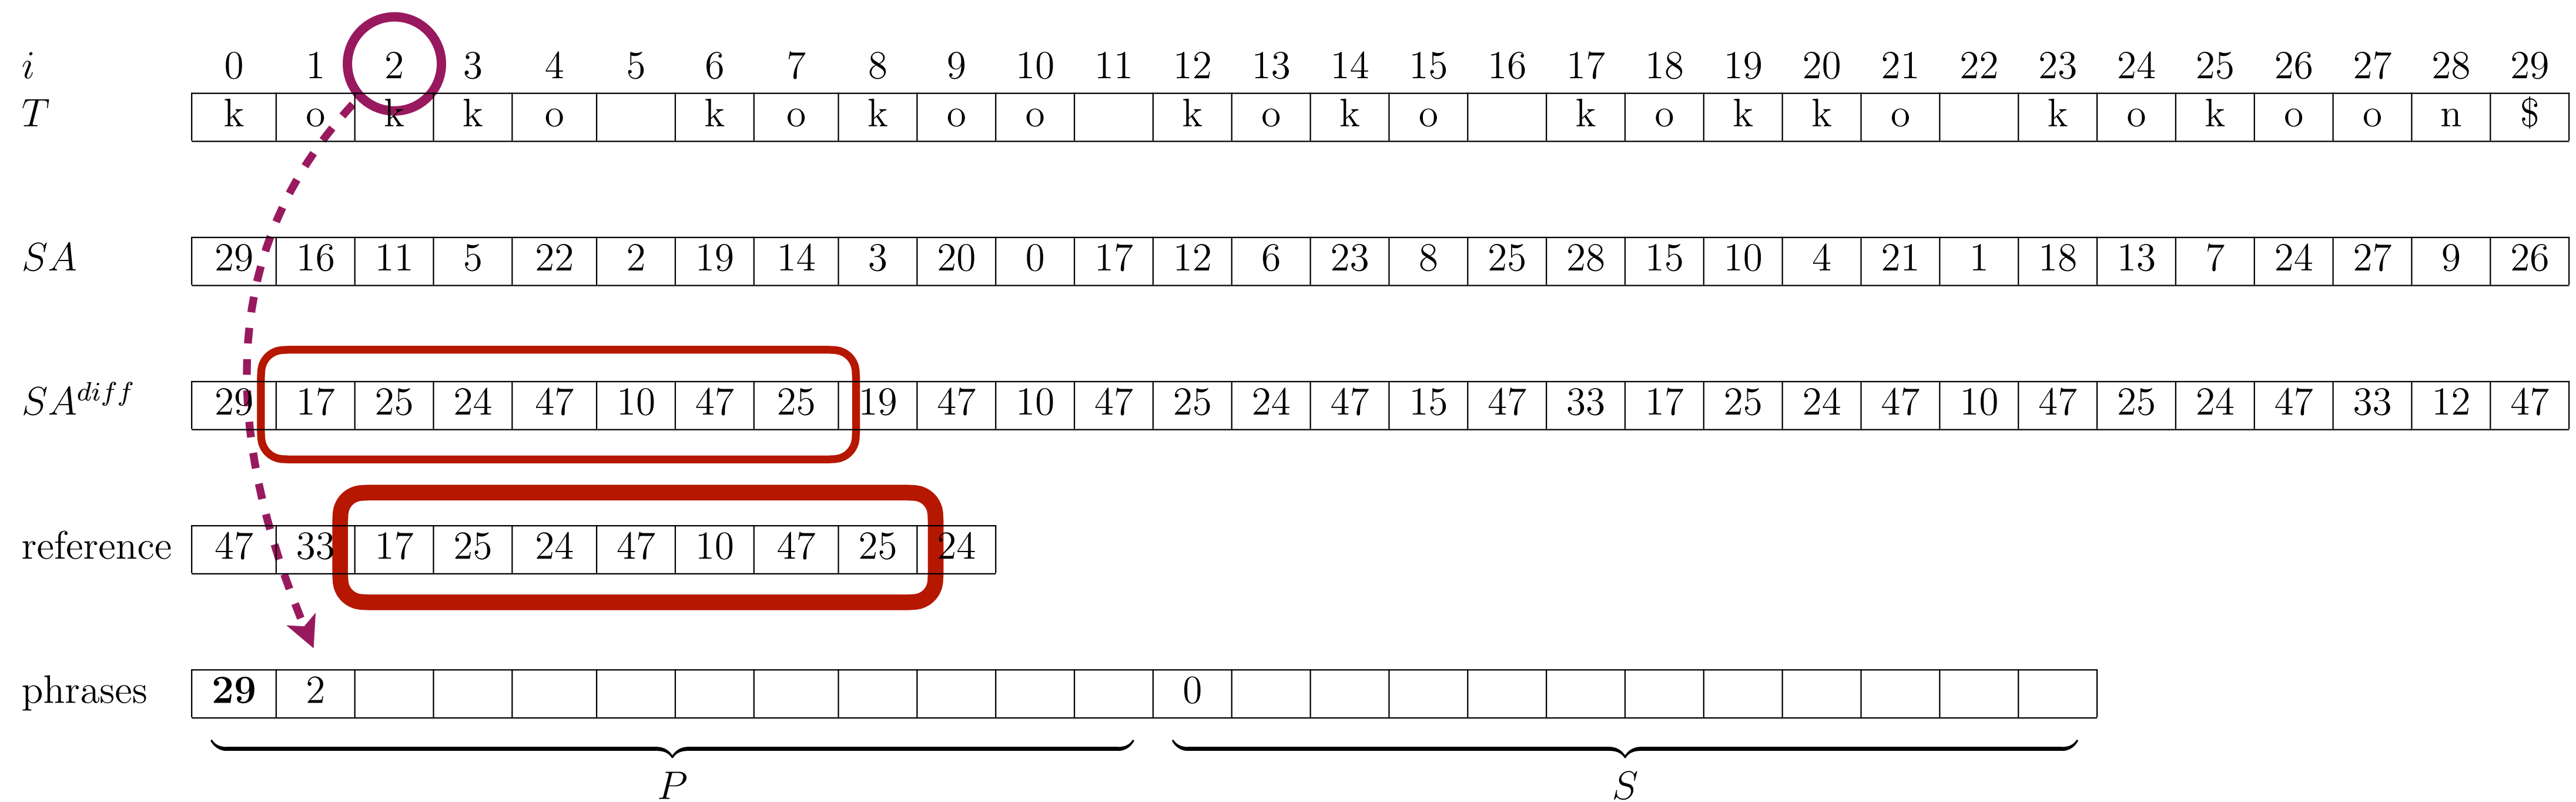 i 0 1 2 3 4 5 6 7 8 9 10 11 12 13 14 15 16 17 18 19 20 21 22 23 24 25 26 27 28 29
T k o k k o k o k o o k o k o k o k k o k o k o o n $
SA 29 16 11 5 22 2 19 14 3 20 0 17 12 6 23 8 25 28 15 10 4 21 1 18 13 7 24 27 9 26
SA^diff 29 17 25 24 47 10 47 25 19 47 10 47 25 24 47 15 47 33 17 25 24 47 10 47 25 24 47 33 12 47
reference 47 33 17 25 24 47 10 47 25 24
phrases 29 2 0
P S